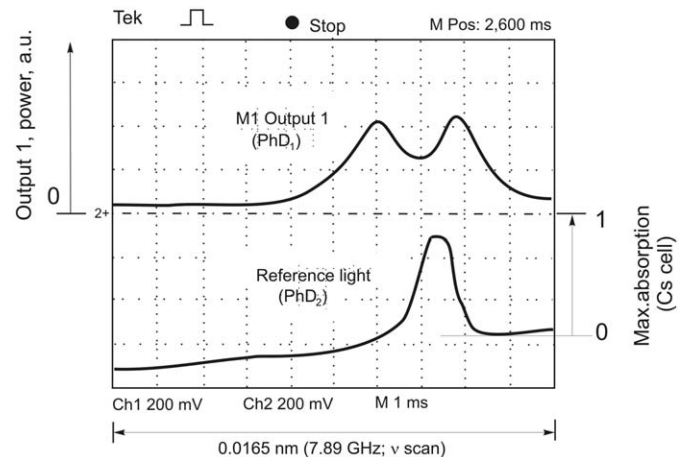 Tek
Stop
M Pos: 2,600 ms
Output 1, power, a.u.
0
M1 Output 1
(PhD₁)
2+
1
Reference light
(PhD₂)
Max.absorption
(Cs cell)
0
Ch1 200 mV
Ch2 200 mV
M 1 ms
0.0165 nm (7.89 GHz; ν scan)